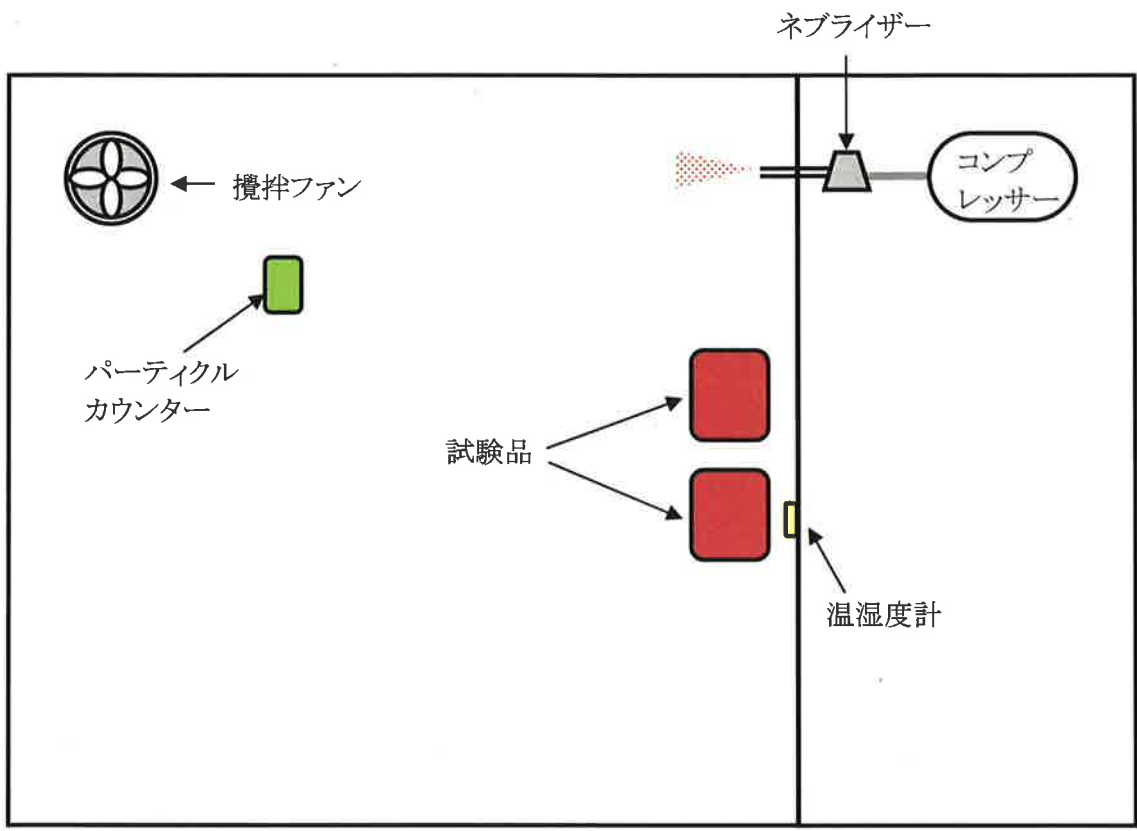 ネブライザー
コンプ
レッサー
攪拌ファン
パーティクル
カウンター
試験品
温湿度計